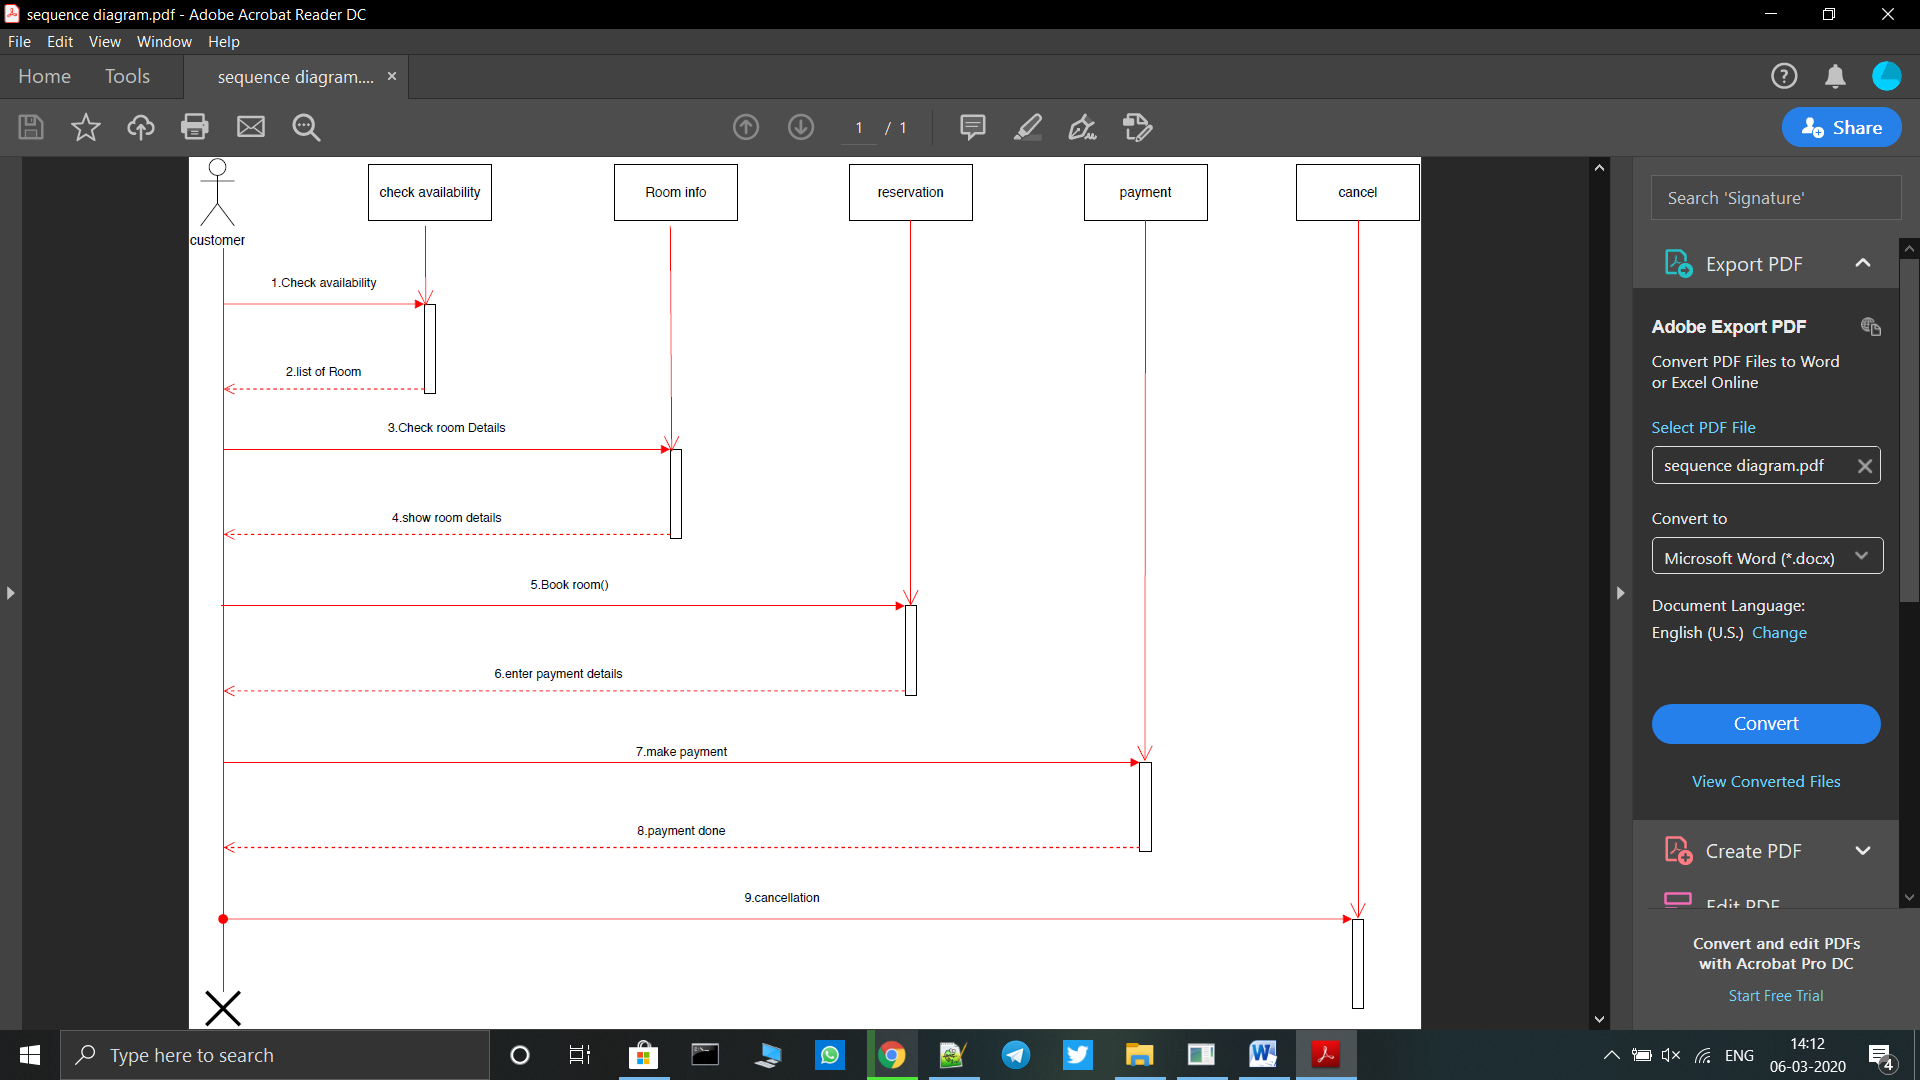 sequence diagram.pdf - Adobe Acrobat Reader DC
File Edit View Window Help
Home Tools sequence diagram.... ×
1 / 1
Share
customer
check availability
Room info
reservation
payment
cancel
1.Check availability
2.list of Room
3.Check room Details
4.show room details
5.Book room()
6.enter payment details
7.make payment
8.payment done
9.cancellation
Search 'Signature'
Export PDF
Adobe Export PDF
Convert PDF Files to Word
or Excel Online
Select PDF File
sequence diagram.pdf
Convert to
Microsoft Word (*.docx)
Document Language:
English (U.S.) Change
Convert
View Converted Files
Create PDF
Edit PDF
Convert and edit PDFs
with Acrobat Pro DC
Start Free Trial
Type here to search
ENG
14:12
06-03-2020
4